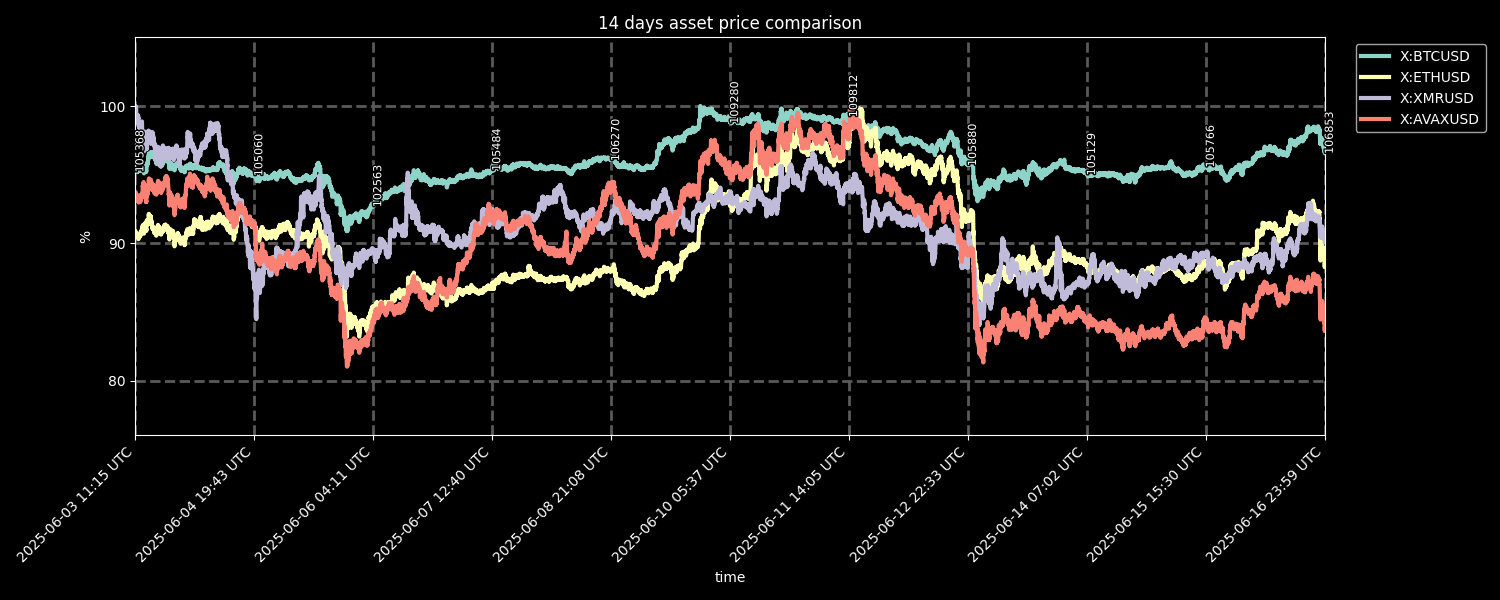 14 days asset price comparison
X:BTCUSD
X:ETHUSD
X:XMRUSD
X:AVAXUSD
%
100
90
80
105368
105060
102563
105484
106270
109280
109812
105880
105129
105766
106853
2025-06-03 11:15 UTC
2025-06-04 19:43 UTC
2025-06-06 04:11 UTC
2025-06-07 12:40 UTC
2025-06-08 21:08 UTC
2025-06-10 05:37 UTC
2025-06-11 14:05 UTC
2025-06-12 22:33 UTC
2025-06-14 07:02 UTC
2025-06-15 15:30 UTC
2025-06-16 23:59 UTC
time